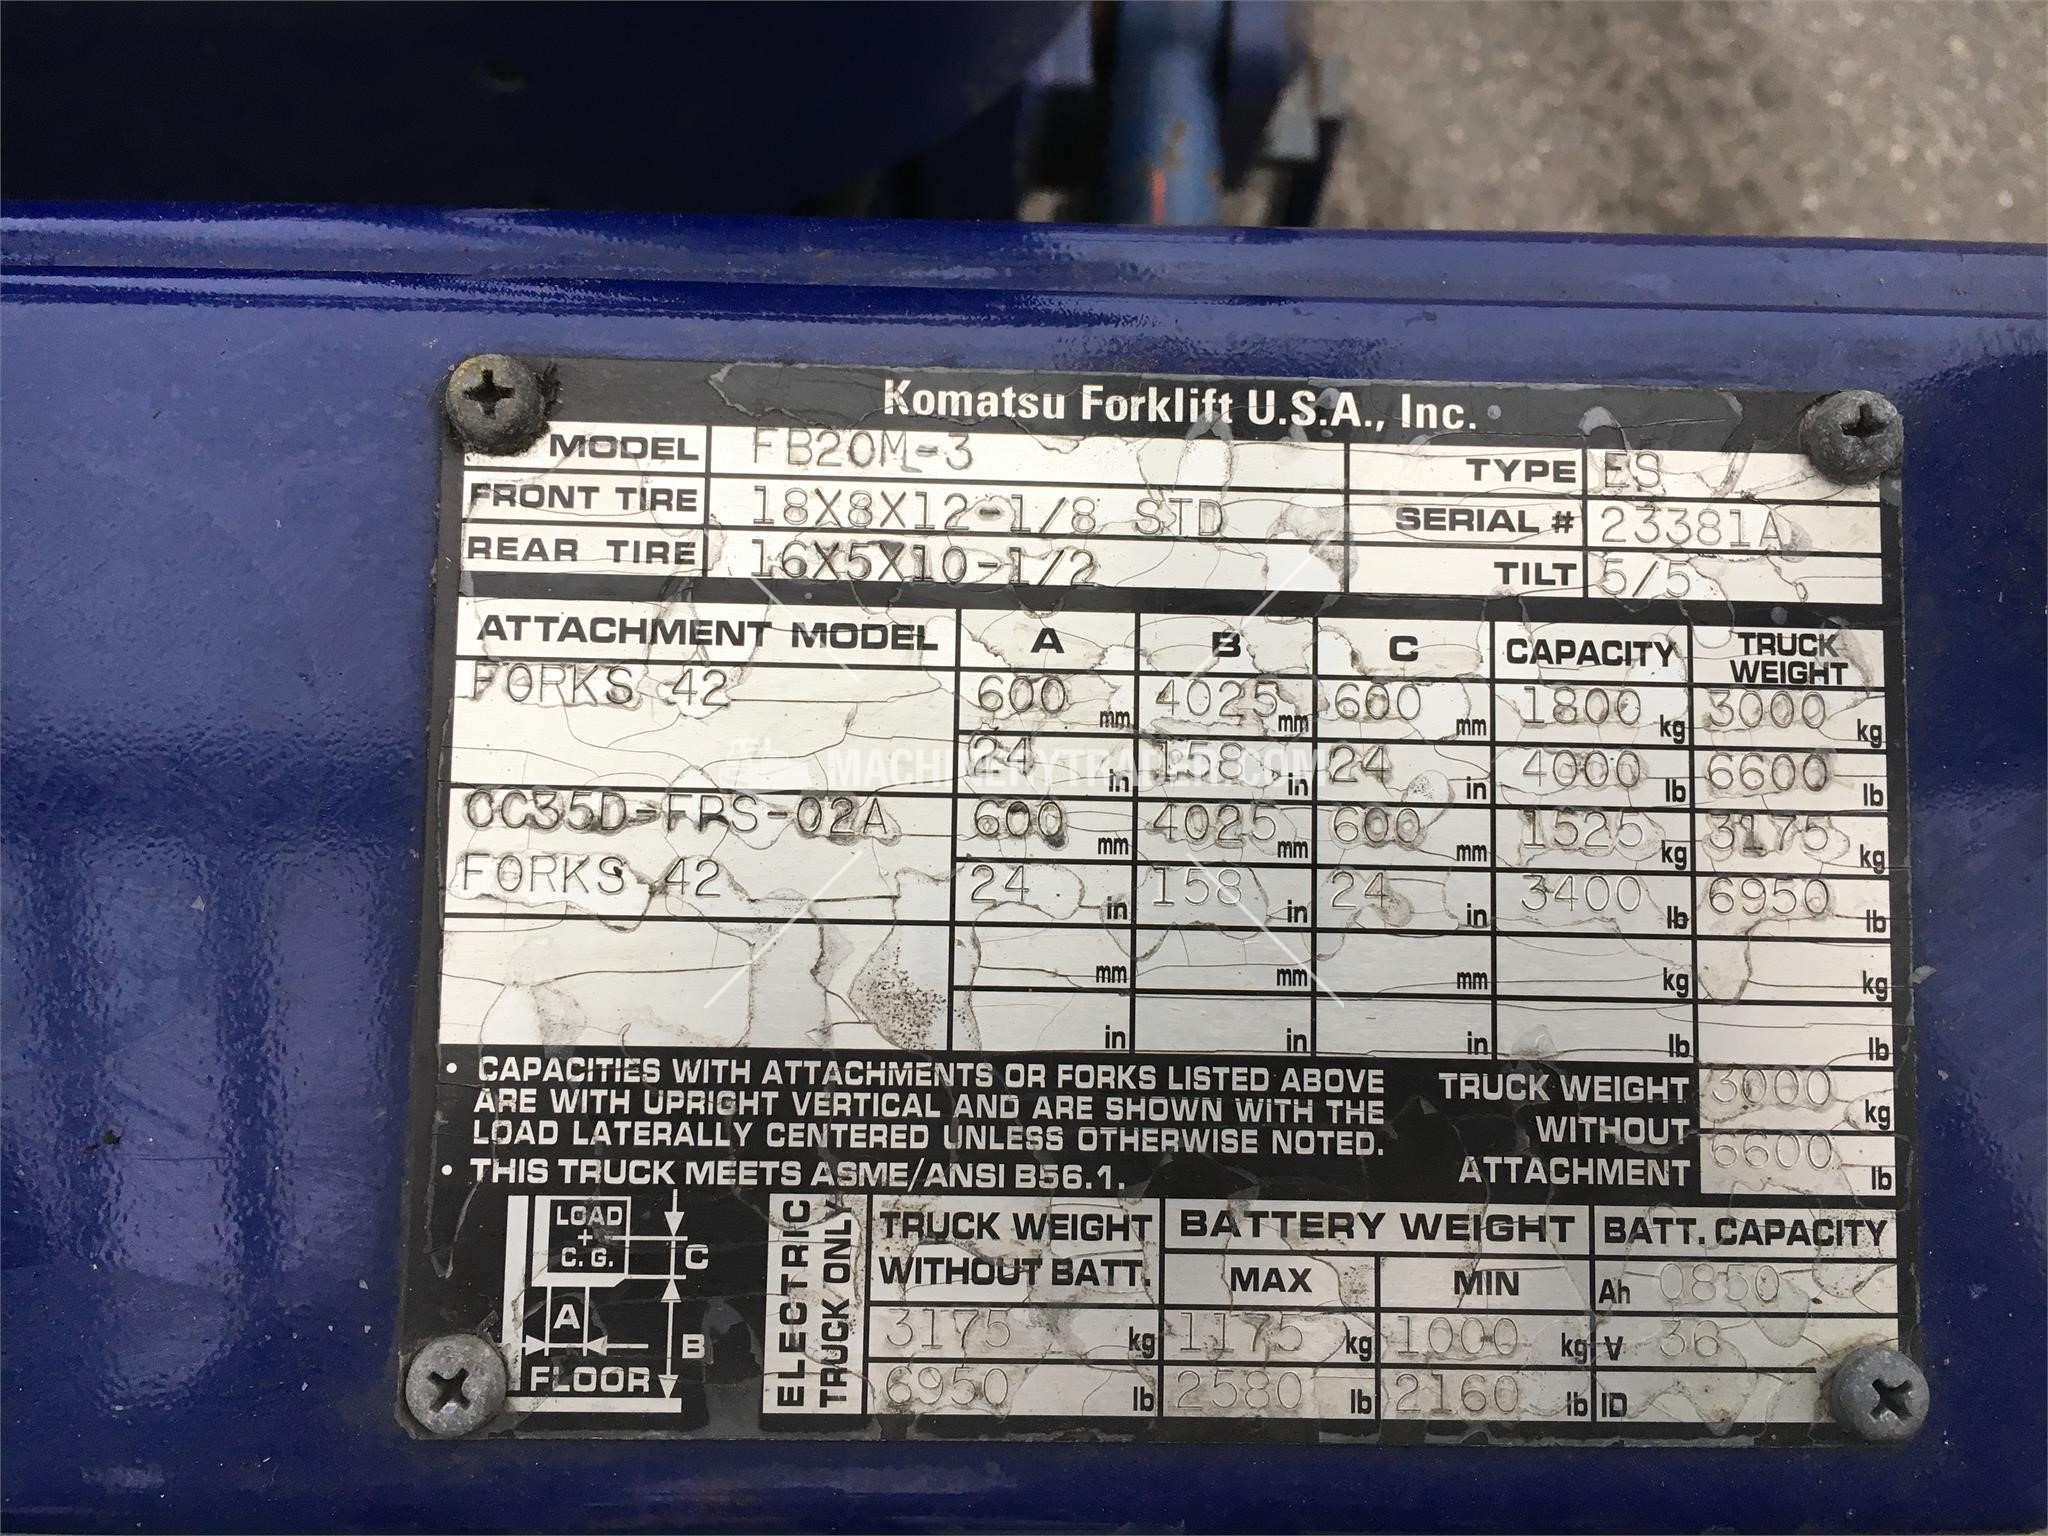 Komatsu Forklift U.S.A., Inc.
MODEL FB20M-3 TYPE ES
FRONT TIRE 18X8X12-1/8 STD SERIAL # 23381A
REAR TIRE 16X5X10-1/2 TILT 5/5
ATTACHMENT MODEL A B C CAPACITY TRUCK WEIGHT
FORKS 42 600 mm 4025 mm 600 mm 1800 kg 3000 kg
24 in 158 in 24 in 4000 lb 6600 lb
600 mm 4025 mm 600 mm 1525 kg 3175 kg
FORKS 42 24 in 158 in 24 in 3400 lb 6950 lb
mm mm mm kg kg
in in in lb lb
• CAPACITIES WITH ATTACHMENTS OR FORKS LISTED ABOVE
ARE WITH UPRIGHT VERTICAL AND ARE SHOWN WITH THE
LOAD LATERALLY CENTERED UNLESS OTHERWISE NOTED.
• THIS TRUCK MEETS ASME/ANSI B56.1.
TRUCK WEIGHT 3000 kg
WITHOUT
ATTACHMENT 6600 lb
LOAD
+
C.G.
C
A
B
FLOOR
ELECTRIC
TRUCK ONLY
TRUCK WEIGHT
WITHOUT BATT.
3175 kg
6950 lb
BATTERY WEIGHT
MAX MIN
1175 kg 1000 kg
2580 lb 2160 lb
BATT. CAPACITY
Ah 0850
V 36
ID
MACHINERYTRADER.COM